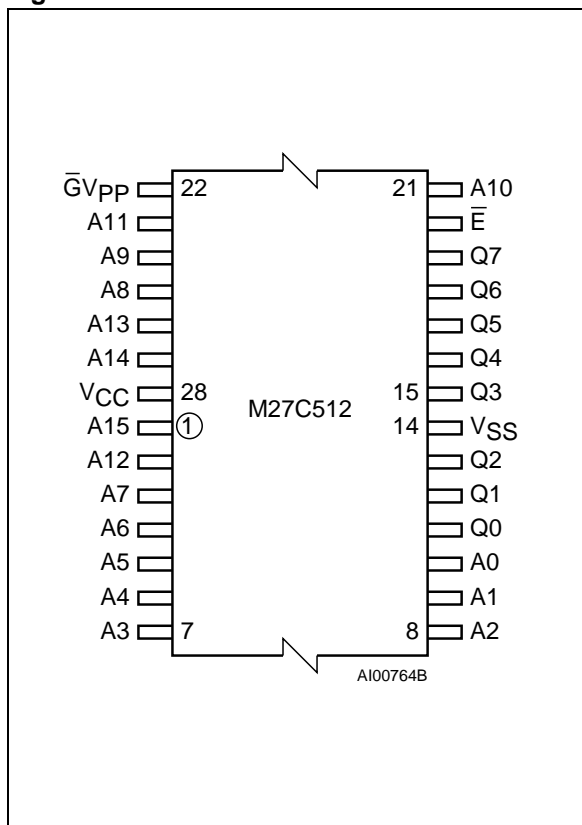 G̅VPP 22 21 A10
A11 E̅
A9 Q7
A8 Q6
A13 Q5
A14 Q4
VCC 28 15 Q3
M27C512
A15 1 14 VSS
A12 Q2
A7 Q1
A6 Q0
A5 A0
A4 A1
A3 7 8 A2
AI00764B